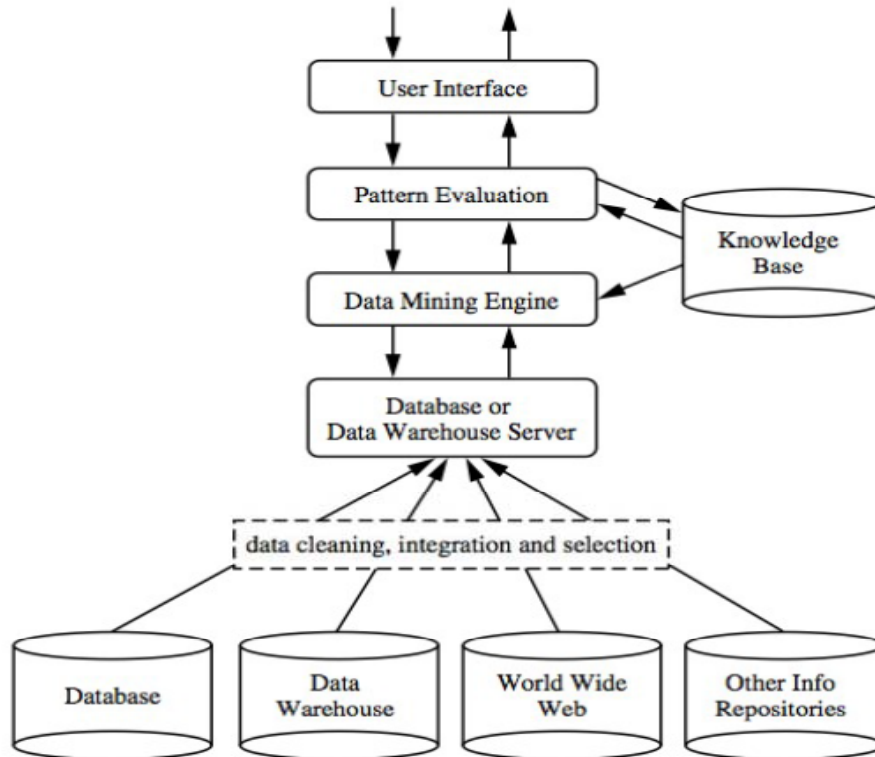 User Interface
Pattern Evaluation
Knowledge
Base
Data Mining Engine
Database or
Data Warehouse Server
data cleaning, integration and selection
Database
Data
Warehouse
World Wide
Web
Other Info
Repositories